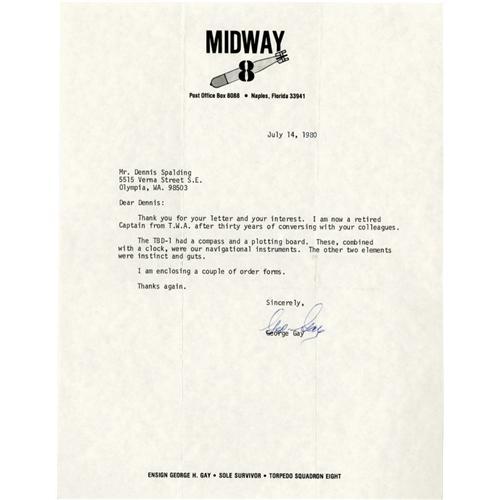 MIDWAY
8
Post Office Box 8088 • Naples, Florida 33941
July 14, 1980
Mr. Dennis Spalding
5515 Verna Street S.E.
Olympia, WA. 98503
Dear Dennis:
Thank you for your letter and your interest. I am now a retired
Captain from T.W.A. after thirty years of conversing with your colleagues.
The TBD-1 had a compass and a plotting board. These, combined
with a clock, were our navigational instruments. The other two elements
were instinct and guts.
I am enclosing a couple of order forms.
Thanks again.
Sincerely,
George Gay
George Gay
ENSIGN GEORGE H. GAY • SOLE SURVIVOR • TORPEDO SQUADRON EIGHT